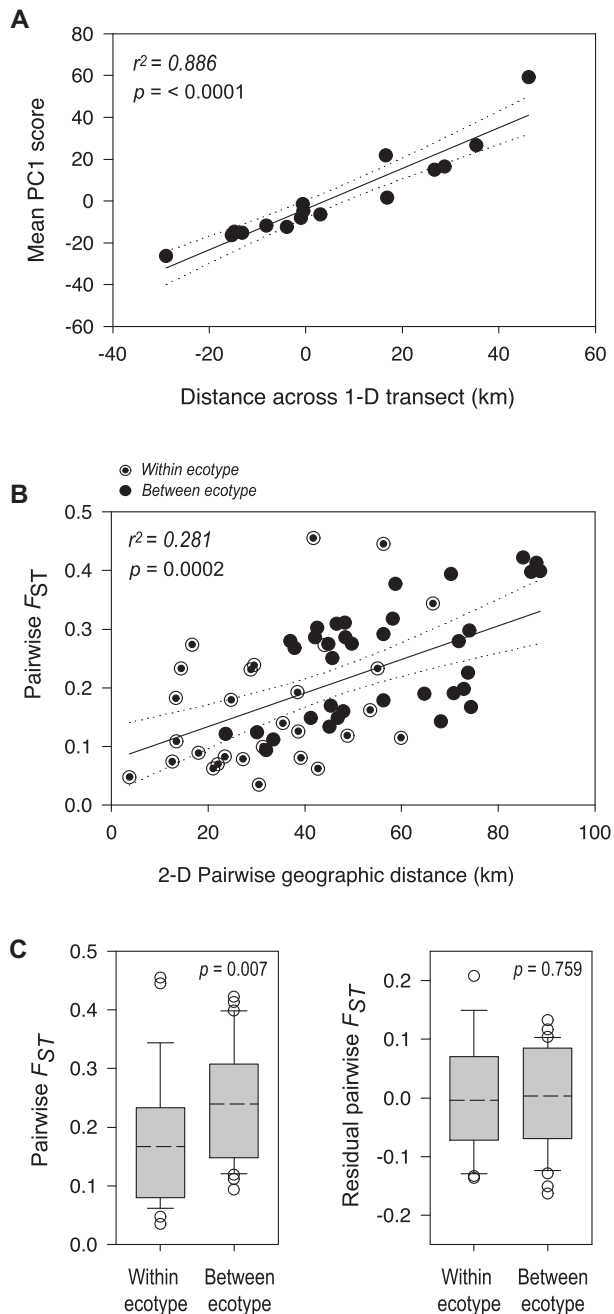 A
r² = 0.886
p = < 0.0001
80
60
40
20
0
-20
-40
-60
Mean PC1 score
-40
-20
0
20
40
60
Distance across 1-D transect (km)
Within ecotype
Between ecotype
B
r² = 0.281
p = 0.0002
0.5
0.4
0.3
0.2
0.1
0.0
Pairwise FST
0
20
40
60
80
100
2-D Pairwise geographic distance (km)
C
p = 0.007
0.5
0.4
0.3
0.2
0.1
0.0
Pairwise FST
Within ecotype
Between ecotype
p = 0.759
0.2
0.1
0.0
-0.1
-0.2
Residual pairwise FST
Within ecotype
Between ecotype